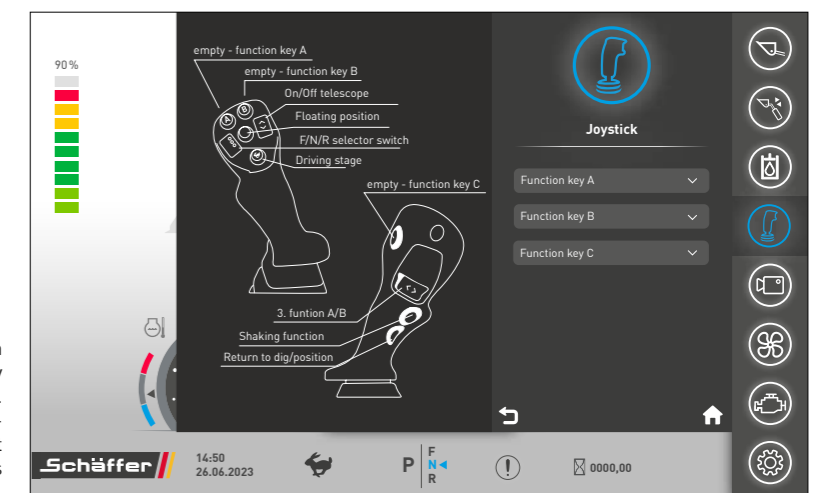 90%
empty - function key A
empty - function key B
On/Off telescope
Floating position
F/N/R selector switch
Driving stage
A
B
empty - function key C
3. funtion A/B
Shaking function
Return to dig/position
Joystick
Function key A
Function key B
Function key C
Schäffer
14:50
26.06.2023
P
F
N
R
0000,00